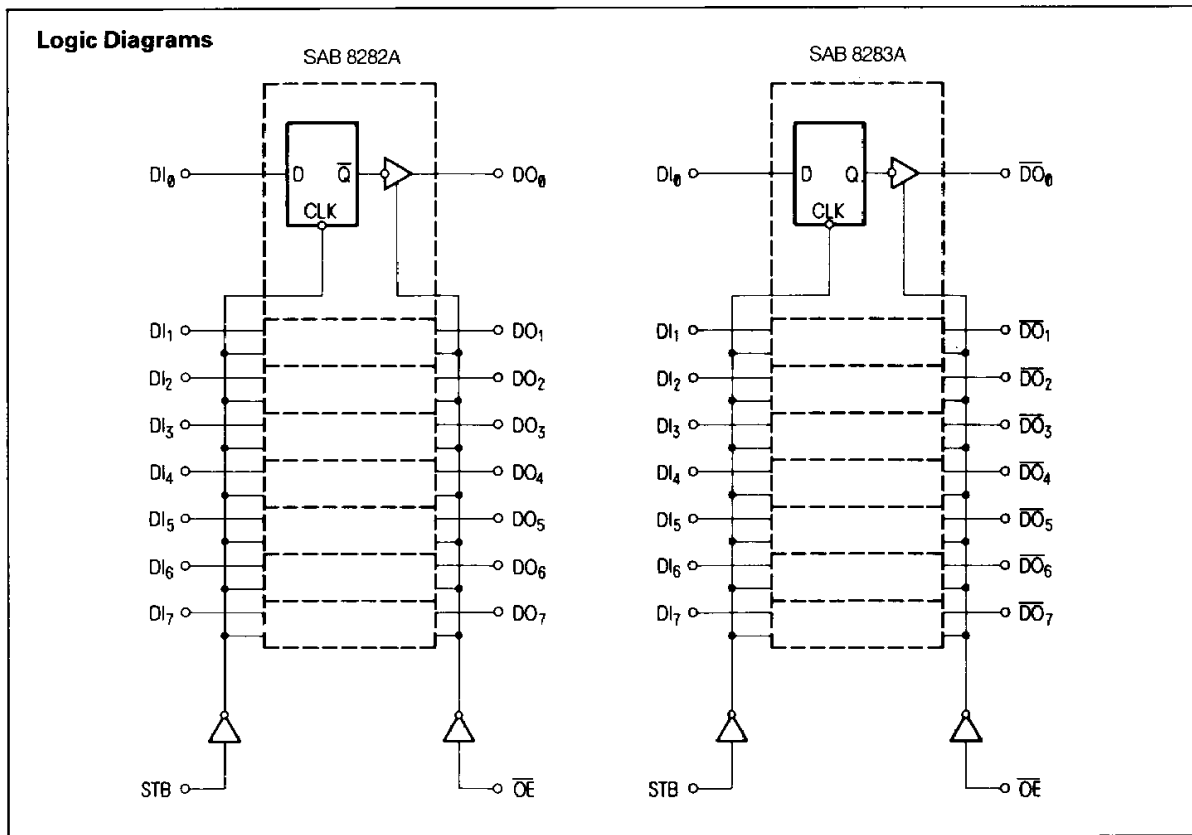 Logic Diagrams
SAB 8282A
DI₀ D Q̅ DO₀
CLK
DI₁ DO₁
DI₂ DO₂
DI₃ DO₃
DI₄ DO₄
DI₅ DO₅
DI₆ DO₆
DI₇ DO₇
STB O̅E̅
SAB 8283A
DI₀ D Q D̅O̅₀
CLK
DI₁ D̅O̅₁
DI₂ D̅O̅₂
DI₃ D̅O̅₃
DI₄ D̅O̅₄
DI₅ D̅O̅₅
DI₆ D̅O̅₆
DI₇ D̅O̅₇
STB O̅E̅